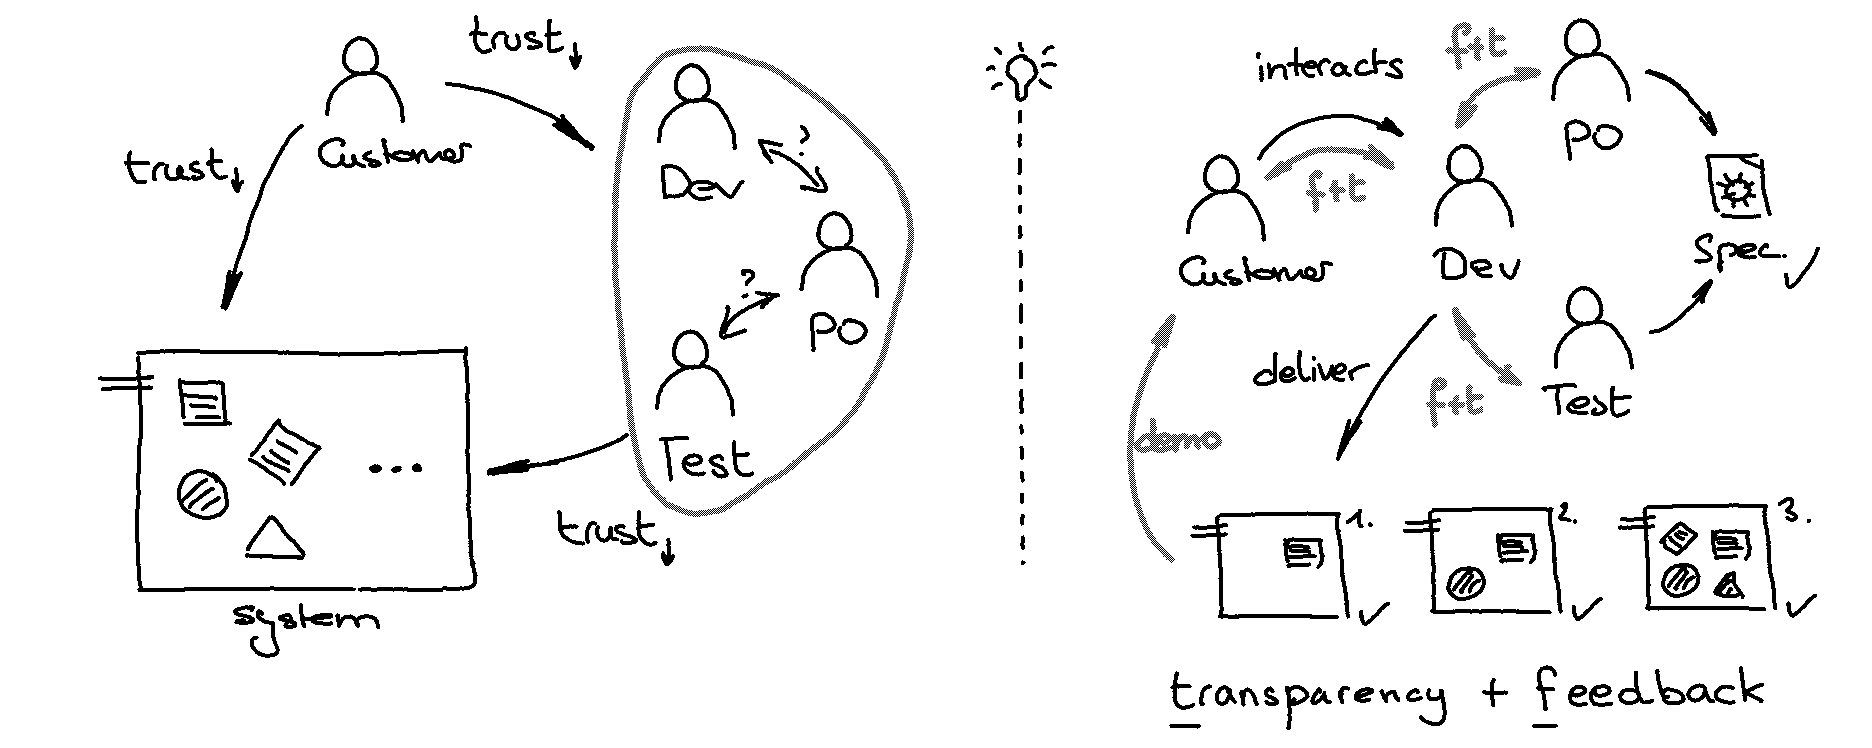 trust↓
Customer
trust↓
Dev
?
?
PO
Test
trust↓
...
system
interacts
f+t
PO
f+t
Customer
Dev
Spec. ✓
deliver
f+t
Test
demo
1.
✓
2.
✓
3.
✓
transparency + feedback